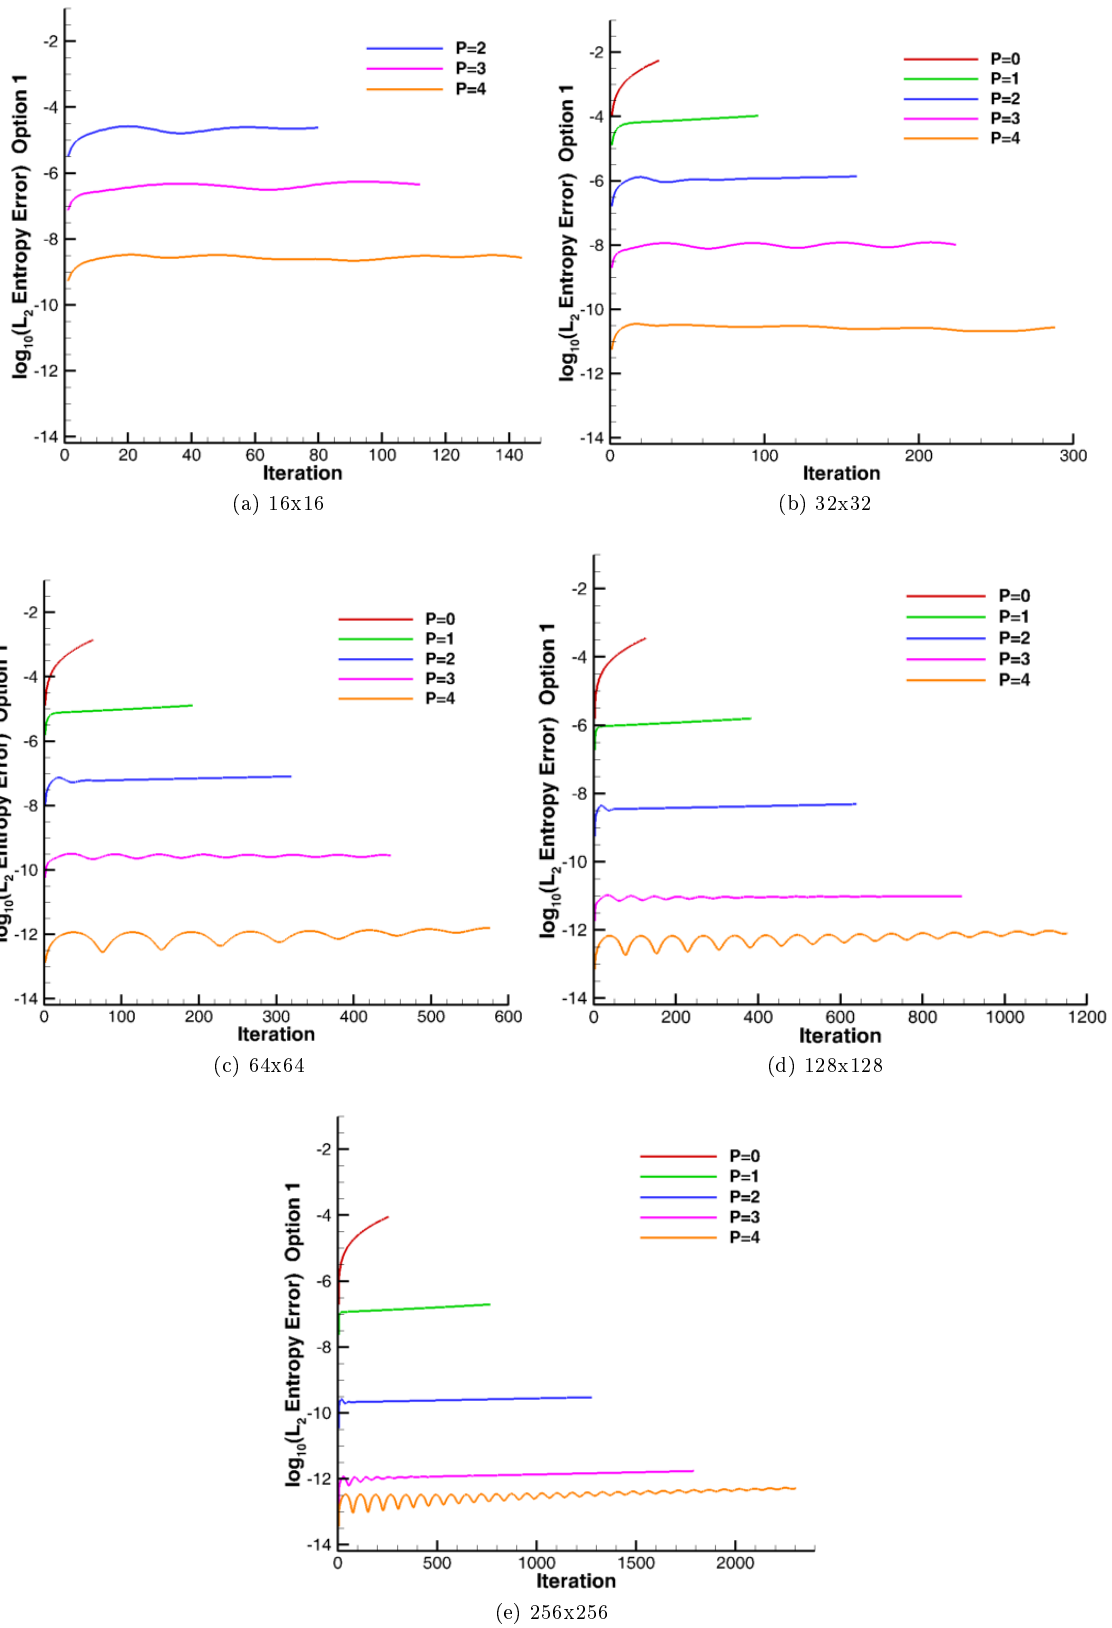 log10(L2 Entropy Error) Option 1
-2
-4
-6
-8
-10
-12
-14
P=2
P=3
P=4
0 20 40 60 80 100 120 140
Iteration
(a) 16x16
log10(L2 Entropy Error) Option 1
-2
-4
-6
-8
-10
-12
-14
P=0
P=1
P=2
P=3
P=4
0 100 200 300
Iteration
(b) 32x32
log10(L2 Entropy Error) Option 1
-2
-4
-6
-8
-10
-12
-14
P=0
P=1
P=2
P=3
P=4
0 100 200 300 400 500 600
Iteration
(c) 64x64
log10(L2 Entropy Error) Option 1
-2
-4
-6
-8
-10
-12
-14
P=0
P=1
P=2
P=3
P=4
0 200 400 600 800 1000 1200
Iteration
(d) 128x128
log10(L2 Entropy Error) Option 1
-2
-4
-6
-8
-10
-12
-14
P=0
P=1
P=2
P=3
P=4
0 500 1000 1500 2000
Iteration
(e) 256x256